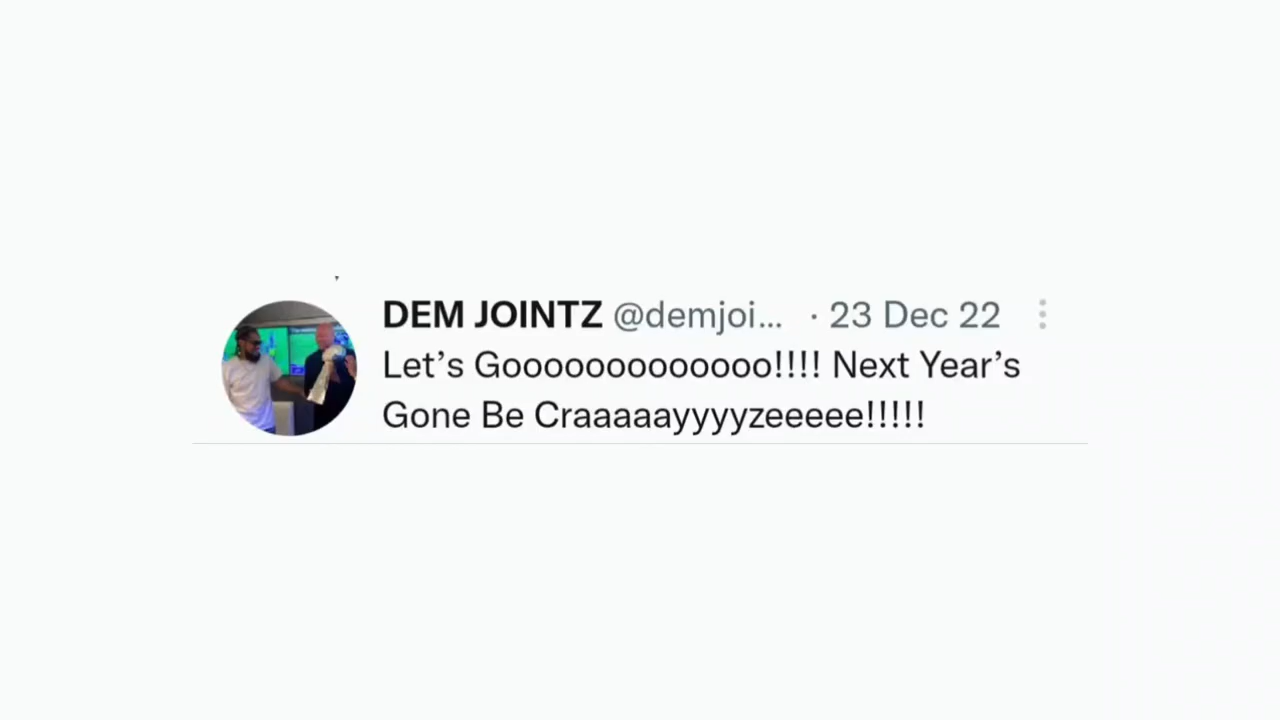 DEM JOINTZ @demjoi... · 23 Dec 22
Let’s Gooooooooooooo!!!! Next Year’s
Gone Be Craaaaayyyyzeeeee!!!!!